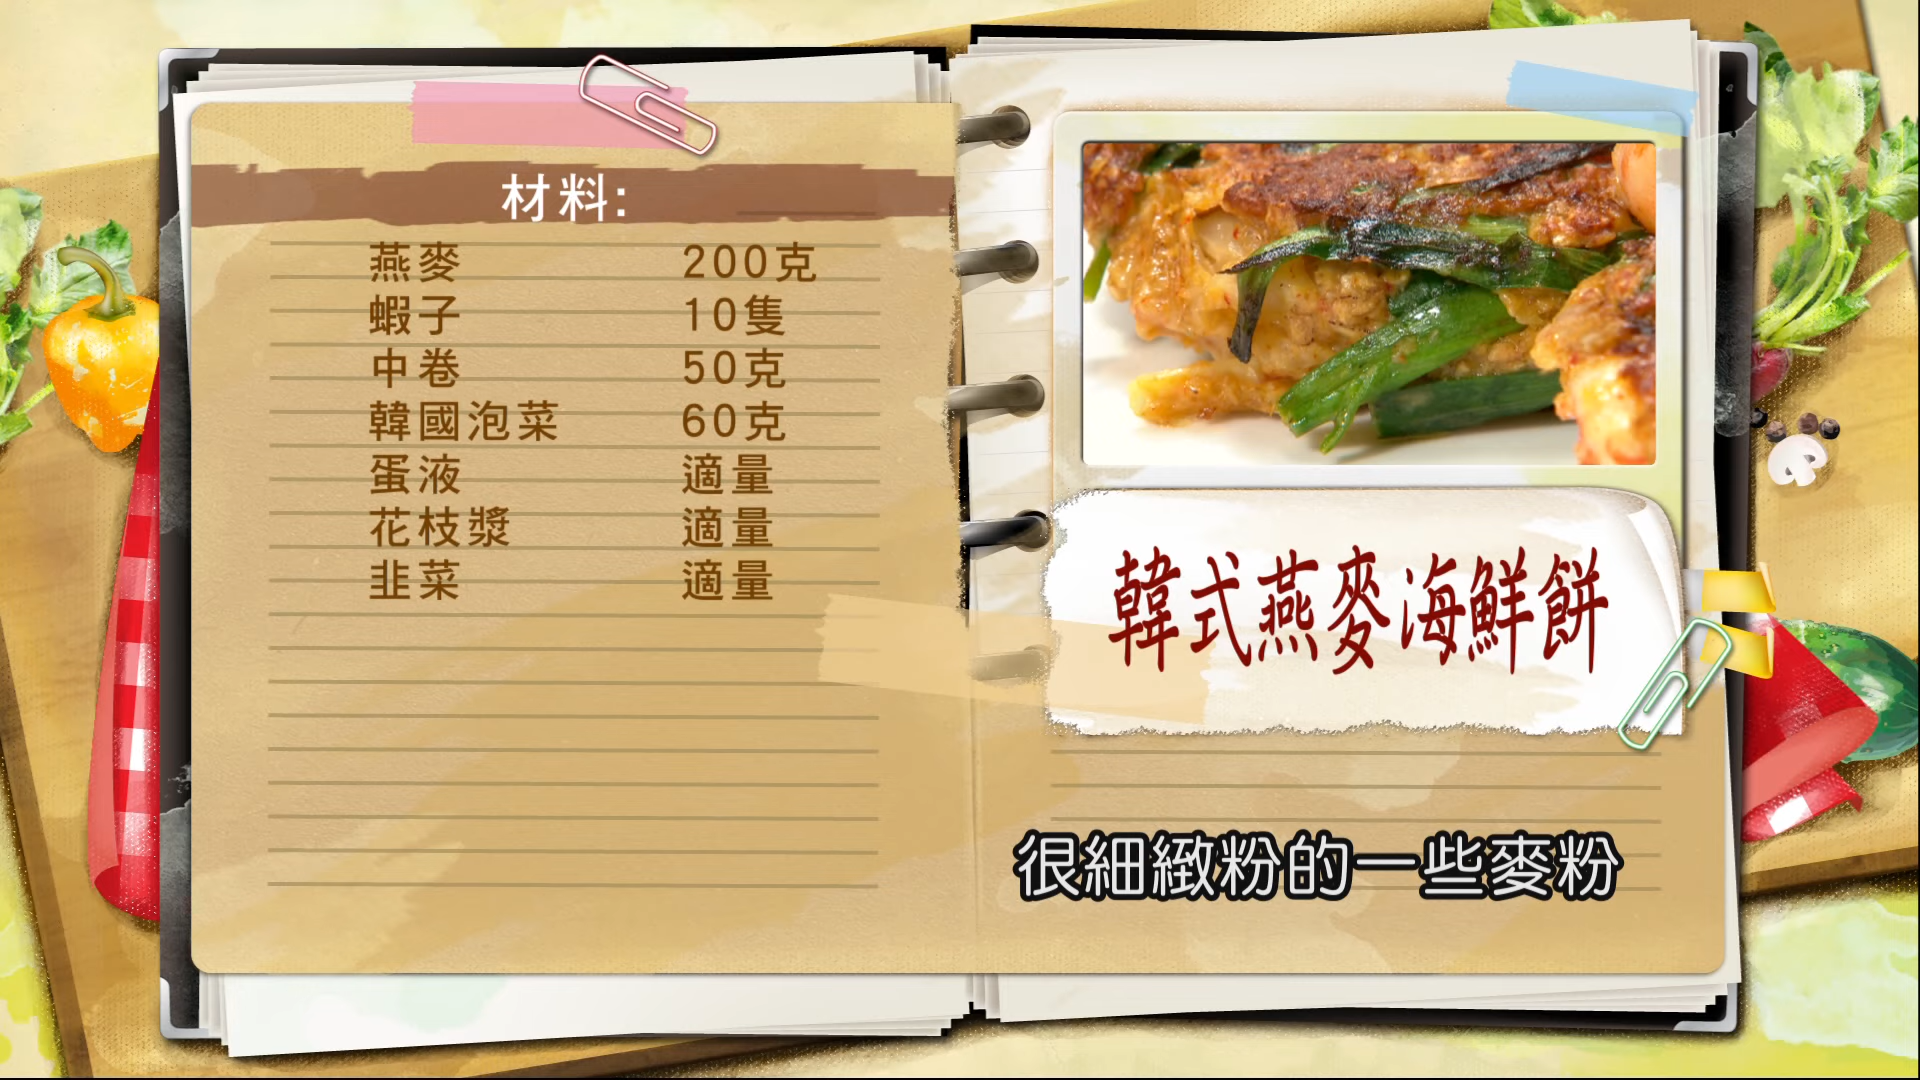 材料:
燕麥 200克
蝦子 10隻
中卷 50克
韓國泡菜 60克
蛋液 適量
花枝漿 適量
韭菜 適量
韓式燕麥海鮮餅
很細緻粉的一些麥粉